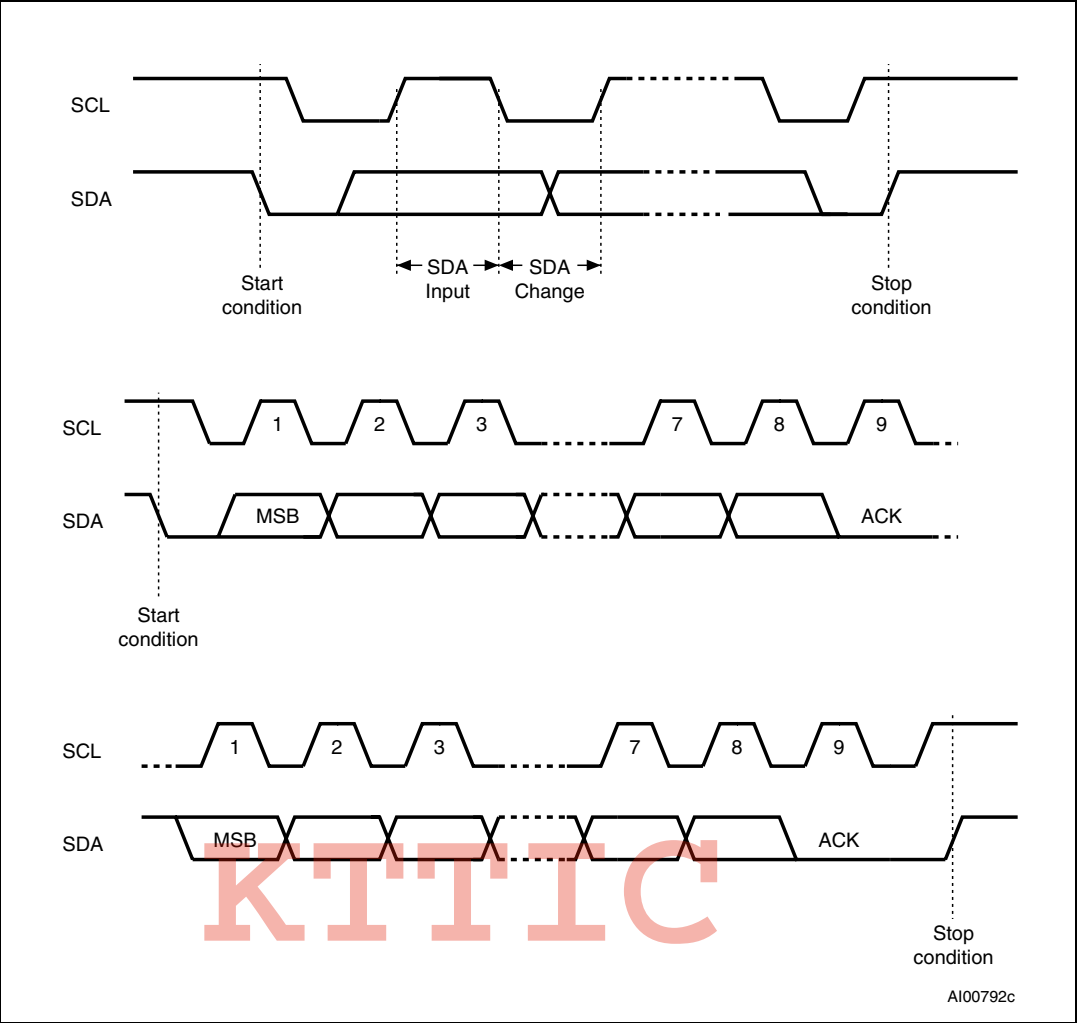 SCL
SDA
SDA
Input
SDA
Change
Start
condition
Stop
condition
SCL
1 2 3 7 8 9
SDA
MSB ACK
Start
condition
SCL
1 2 3 7 8 9
SDA
MSB ACK
KTTIC
Stop
condition
AI00792c